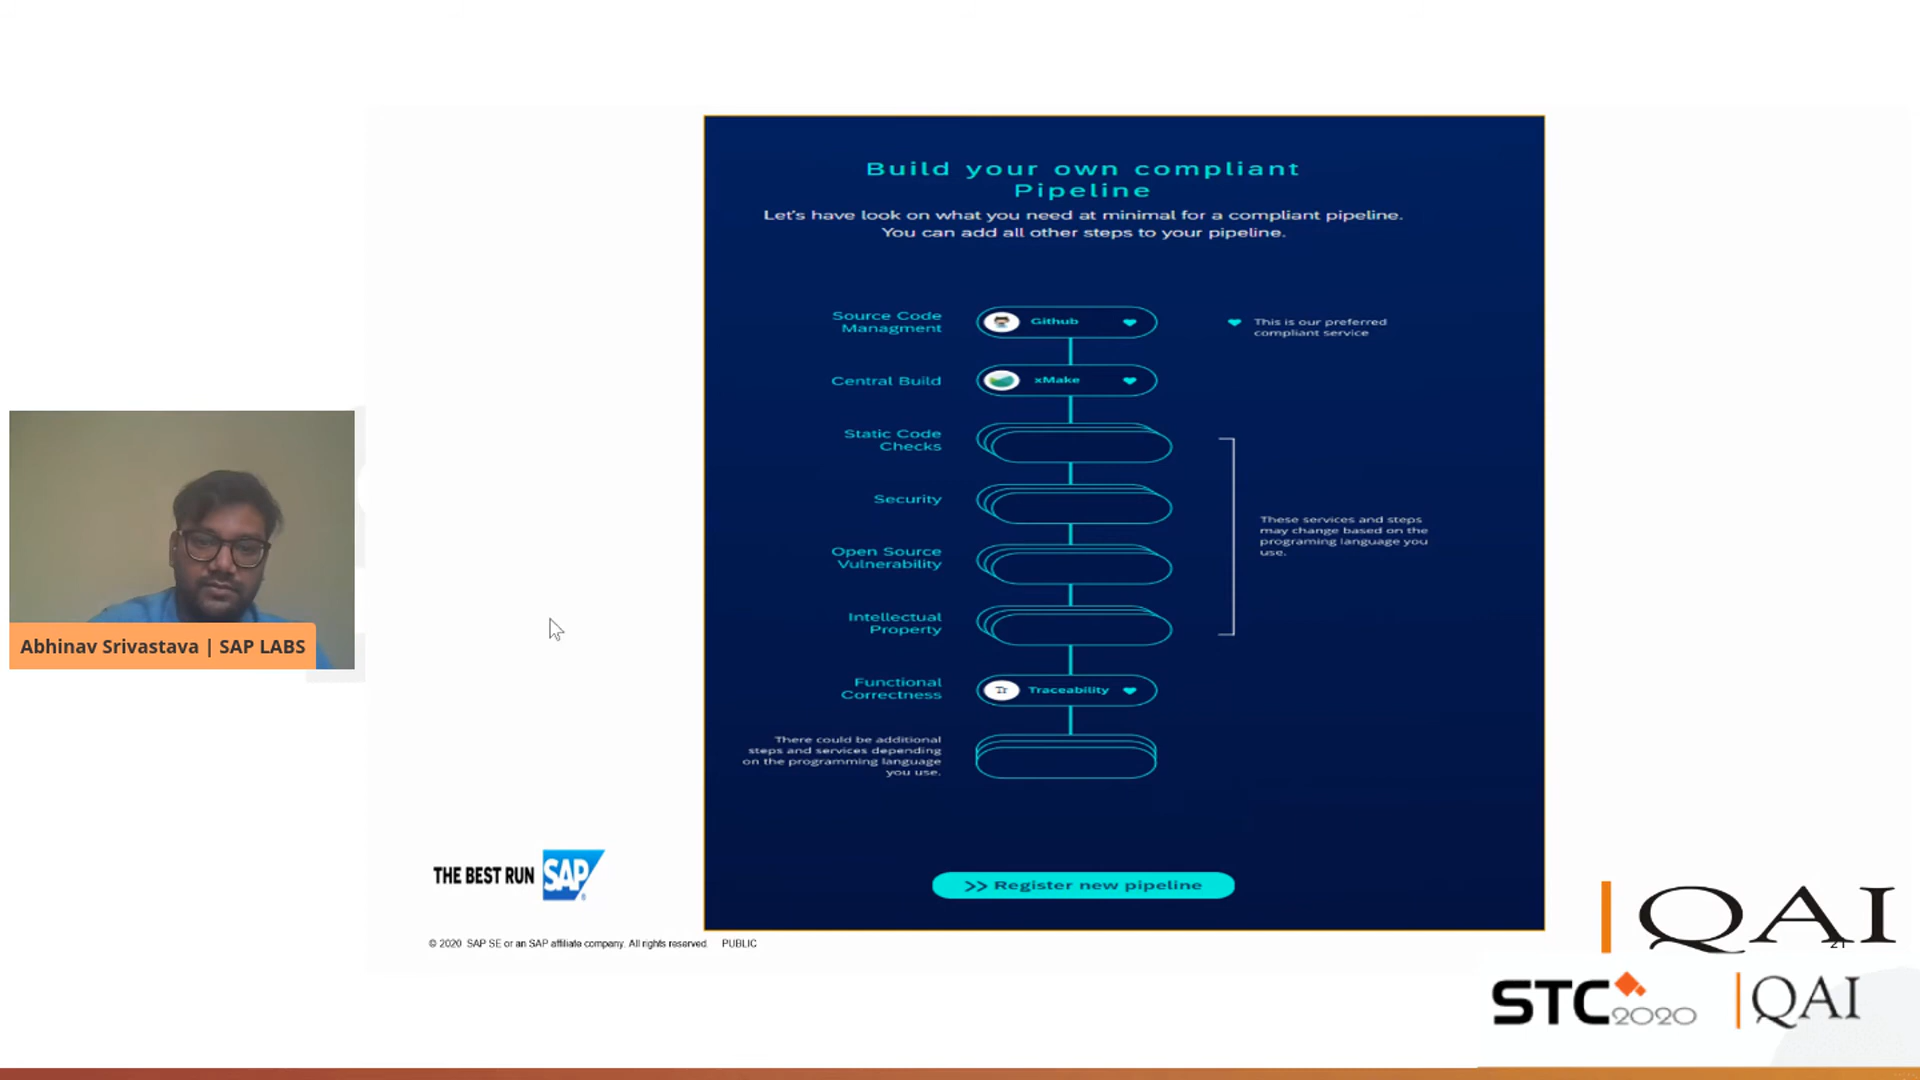 Build your own compliant
Pipeline
Let's have look on what you need at minimal for a compliant pipeline.
You can add all other steps to your pipeline.
Source Code
Managment
Github
This is our preferred
compliant service
Central Build
xMake
Static Code
Checks
Security
These services and steps
may change based on the
programing language you
use.
Open Source
Vulnerability
Intellectual
Property
Functional
Correctness
Tr
Traceability
There could be additional
steps and services depending
on the programming language
you use.
>> Register new pipeline
Abhinav Srivastava | SAP LABS
THE BEST RUN SAP
®
© 2020 SAP SE or an SAP affiliate company. All rights reserved. PUBLIC
QAI
21
STC 2020
QAI